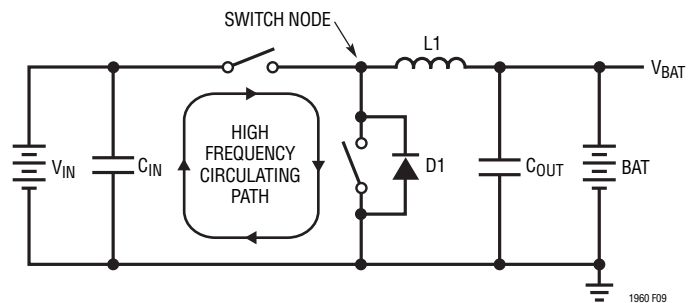 SWITCH NODE
L1
V_BAT
HIGH
FREQUENCY
CIRCULATING
PATH
V_IN
C_IN
D1
C_OUT
BAT
1960 F09